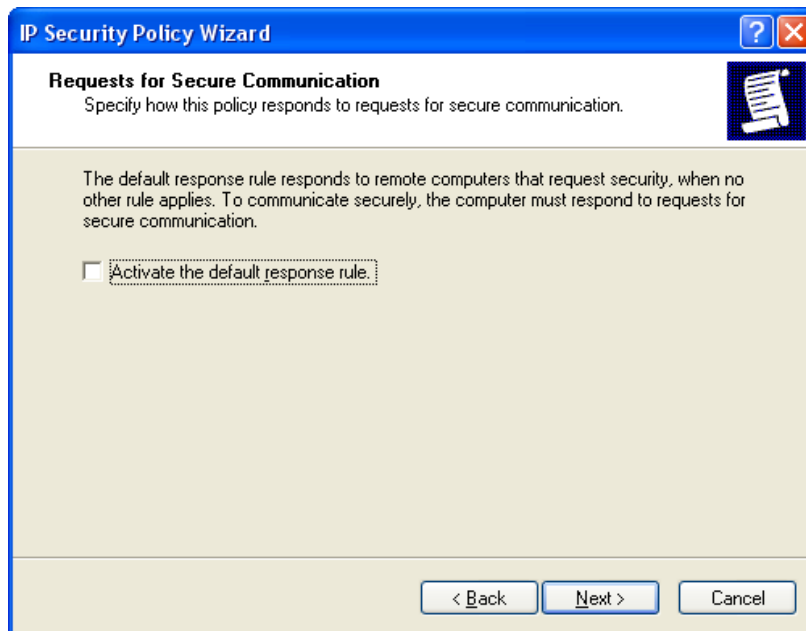 IP Security Policy Wizard
Requests for Secure Communication
Specify how this policy responds to requests for secure communication.
The default response rule responds to remote computers that request security, when no
other rule applies. To communicate securely, the computer must respond to requests for
secure communication.
Activate the default response rule.
< Back Next > Cancel